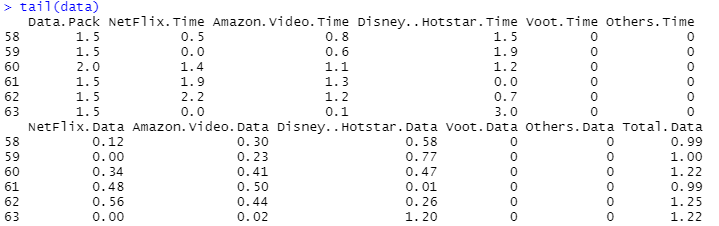 > tail(data)
Data.Pack NetFlix.Time Amazon.Video.Time Disney..Hotstar.Time Voot.Time Others.Time
58 1.5 0.5 0.8 1.5 0 0
59 1.5 0.0 0.6 1.9 0 0
60 2.0 1.4 1.1 1.2 0 0
61 1.5 1.9 1.3 0.0 0 0
62 1.5 2.2 1.2 0.7 0 0
63 1.5 0.0 0.1 3.0 0 0
NetFlix.Data Amazon.Video.Data Disney..Hotstar.Data Voot.Data Others.Data Total.Data
58 0.12 0.30 0.58 0 0 0.99
59 0.00 0.23 0.77 0 0 1.00
60 0.34 0.41 0.47 0 0 1.22
61 0.48 0.50 0.01 0 0 0.99
62 0.56 0.44 0.26 0 0 1.25
63 0.00 0.02 1.20 0 0 1.22